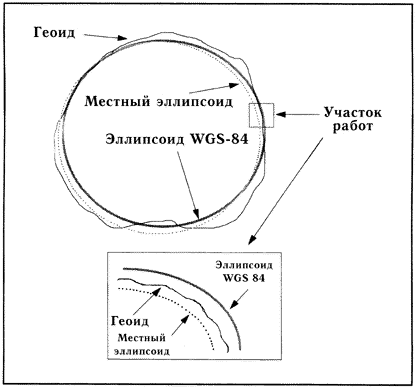 Геоид
Местный эллипсоид
Участок
работ
Эллипсоид WGS-84
Эллипсоид
WGS 84
Геоид
Местный
эллипсоид